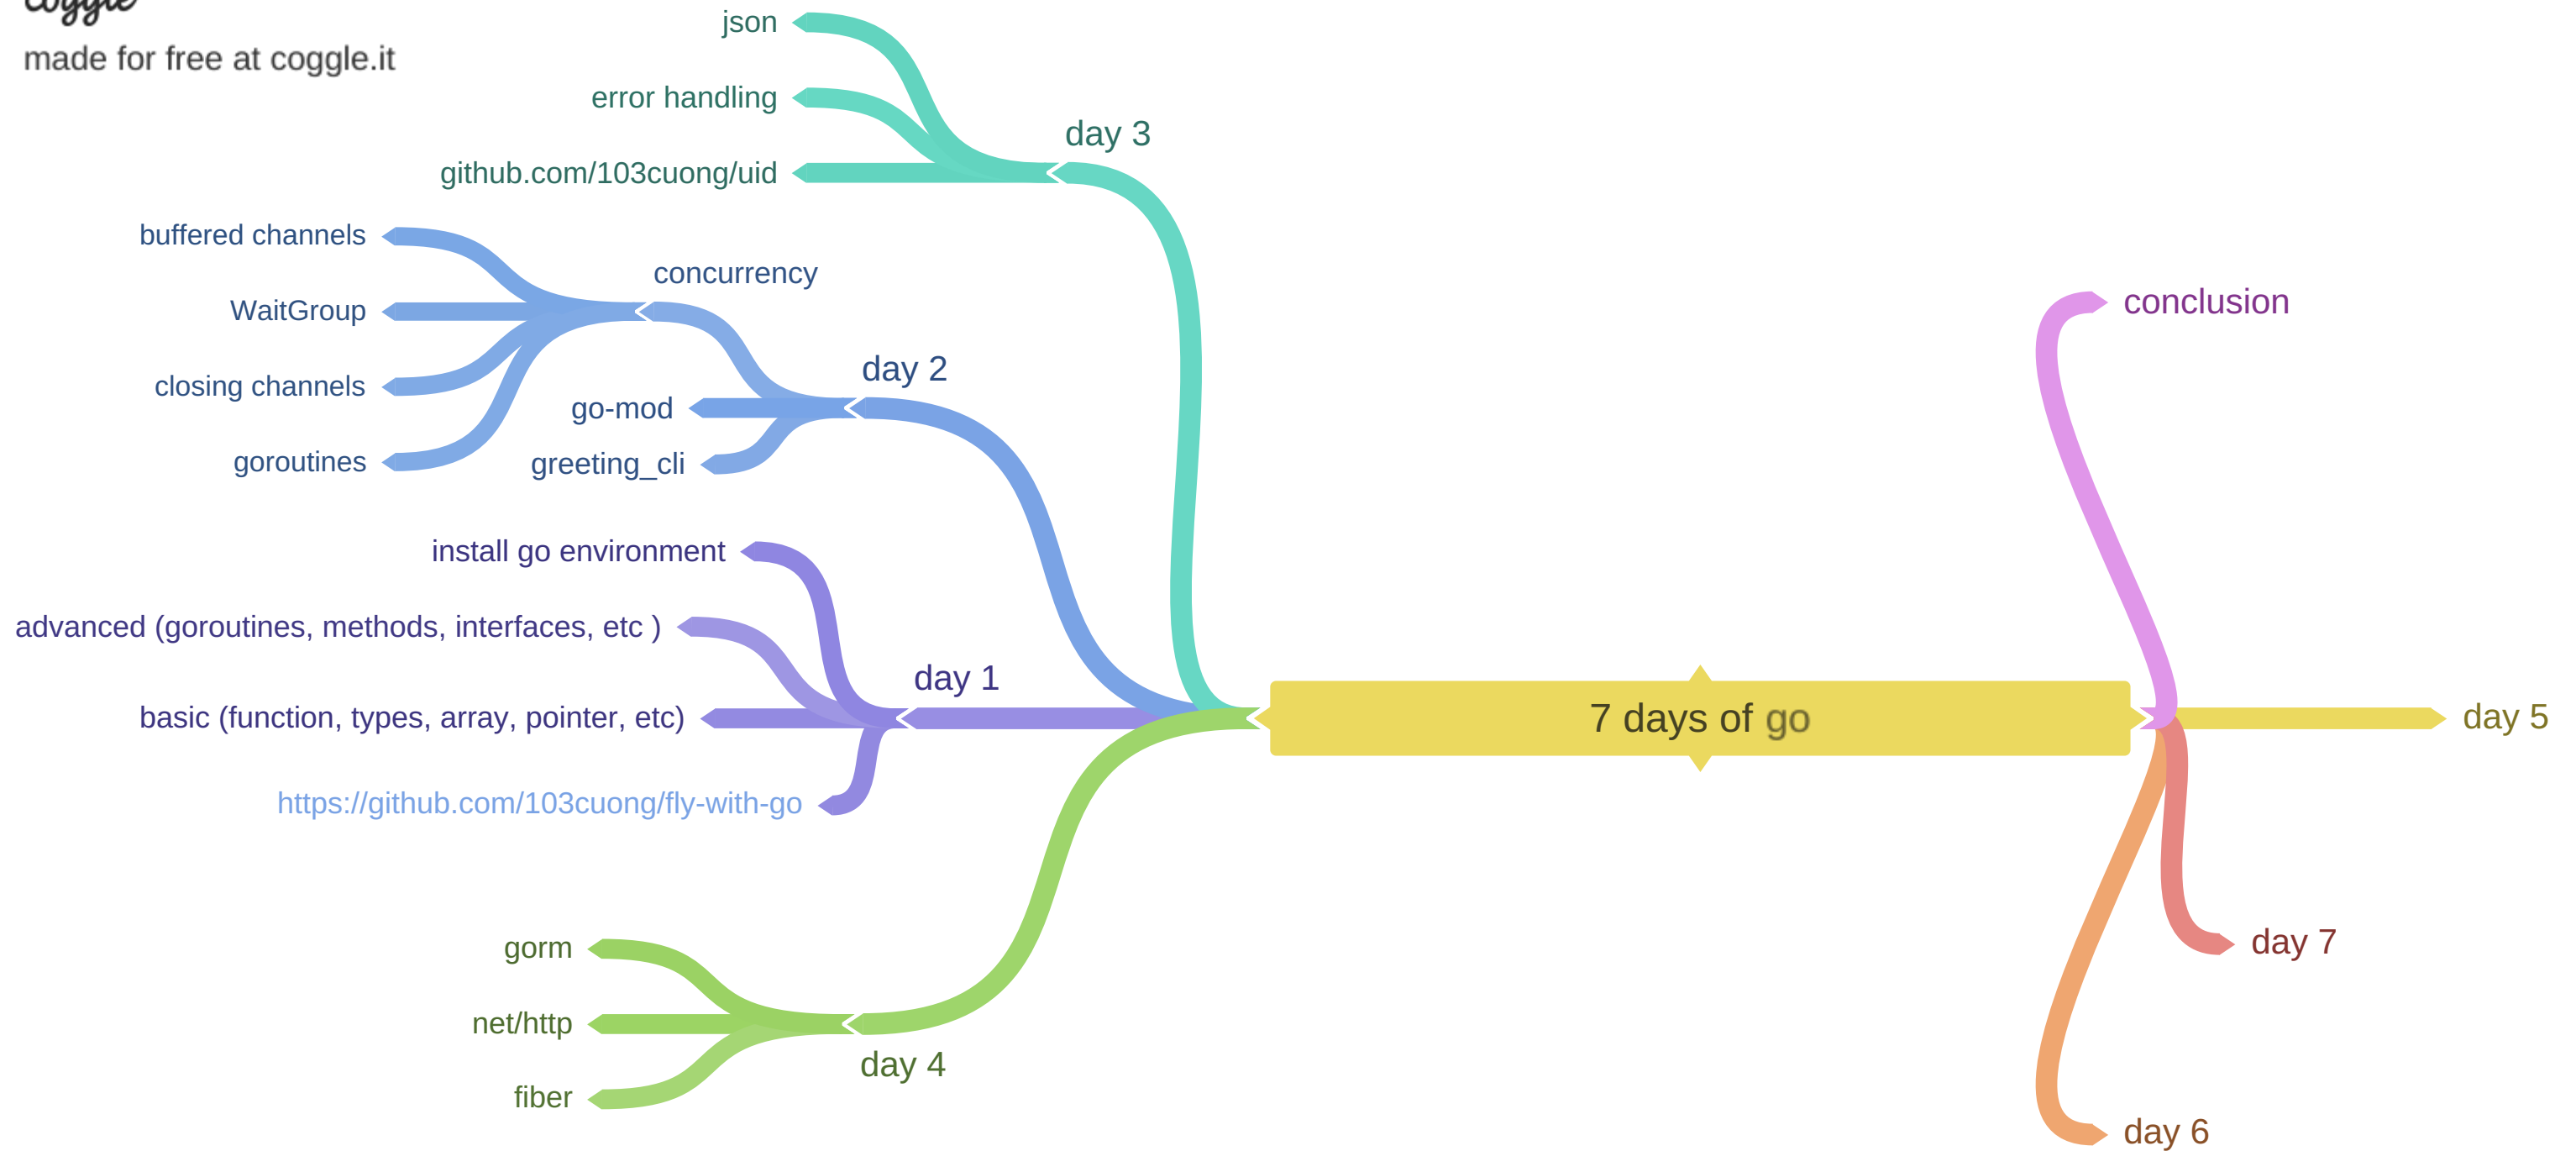 coggle
made for free at coggle.it
json
error handling
github.com/103cuong/uid
day 3
buffered channels
WaitGroup
closing channels
goroutines
concurrency
go-mod
greeting_cli
day 2
install go environment
advanced (goroutines, methods, interfaces, etc )
basic (function, types, array, pointer, etc)
https://github.com/103cuong/fly-with-go
day 1
gorm
net/http
fiber
day 4
7 days of go
conclusion
day 5
day 7
day 6